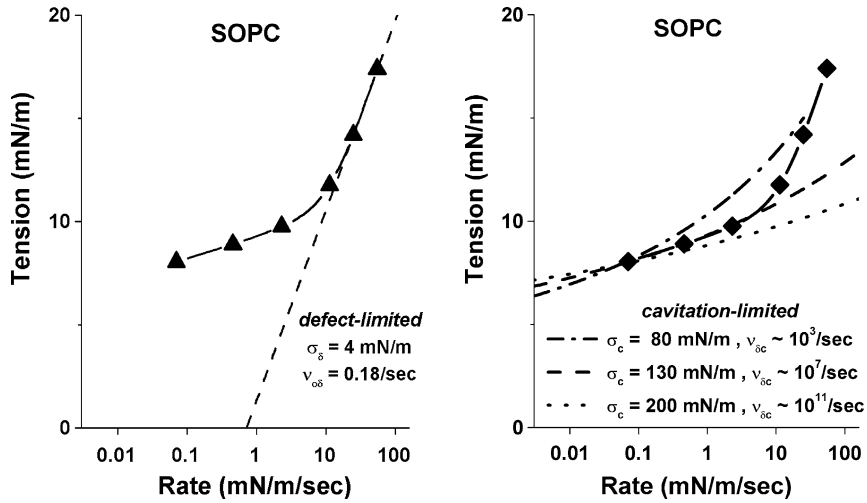 SOPC
20
10
0
Tension (mN/m)
defect-limited
σδ = 4 mN/m
νoδ = 0.18/sec
0.01 0.1 1 10 100
Rate (mN/m/sec)
SOPC
20
10
0
Tension (mN/m)
cavitation-limited
σc = 80 mN/m , νδc ~ 10³/sec
σc = 130 mN/m , νδc ~ 10⁷/sec
σc = 200 mN/m , νδc ~ 10¹¹/sec
0.01 0.1 1 10 100
Rate (mN/m/sec)